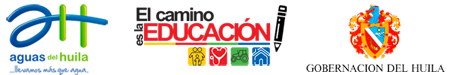 aguas del huila
...llevamos más que agua...
El camino
es la EDUCACIÓN
GOBERNACION DEL HUILA